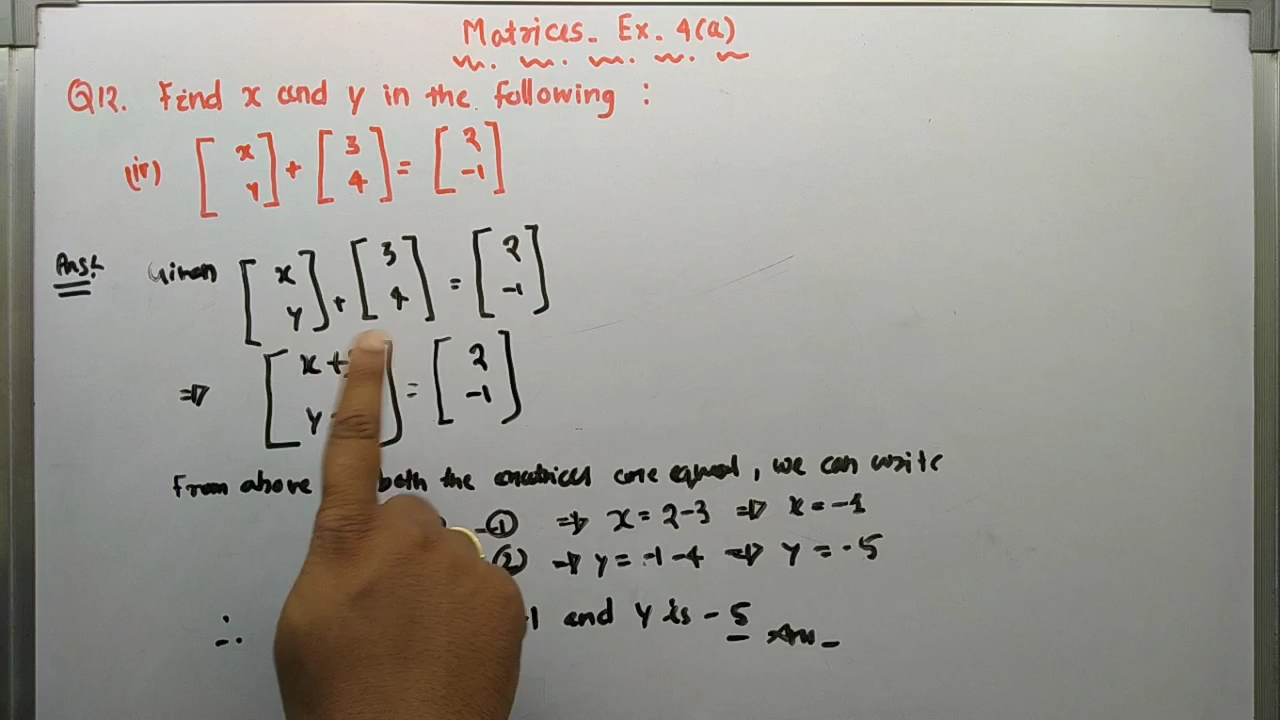 Matrices. Ex. 4(a)
Q12. Find x and y in the following :
(iv) [x y] + [3 4] = [2 -1]
Ans: Given [x y] + [3 4] = [2 -1]
⇒ [x + y] = [2 -1]
From above both the matrices are equal, we can write
-① ⇒ x = 2-3 ⇒ x = -1
② ⇒ y = -1-4 ⇒ y = -5
∴ -1 and y is -5 Ans